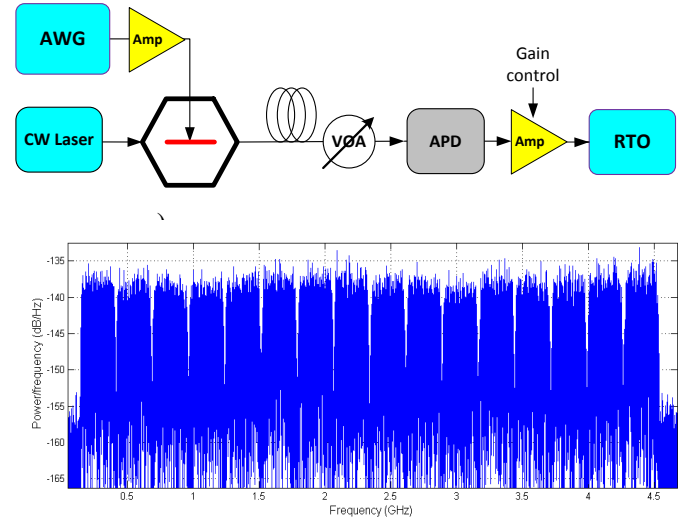 AWG
Amp
Gain
control
CW Laser
VOA
APD
Amp
RTO
)
-135
-140
-145
-150
-155
-160
-165
Power/frequency (dB/Hz)
0.5
1
1.5
2
2.5
3
3.5
4
4.5
Frequency (GHz)